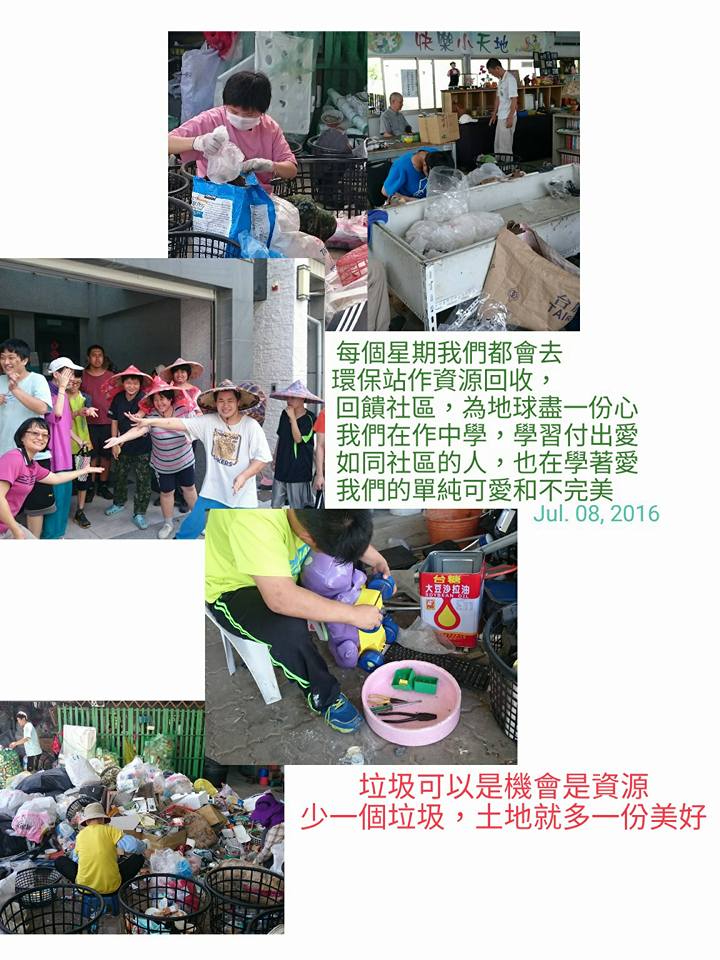 快樂小天地
台
TAI
每個星期我們都會去
環保站作資源回收，
回饋社區，為地球盡一份心
我們在作中學，學習付出愛
如同社區的人，也在學著愛
我們的單純可愛和不完美
Jul. 08, 2016
台糖
大豆沙拉油
SOYBEAN OIL
垃圾可以是機會是資源
少一個垃圾，土地就多一份美好